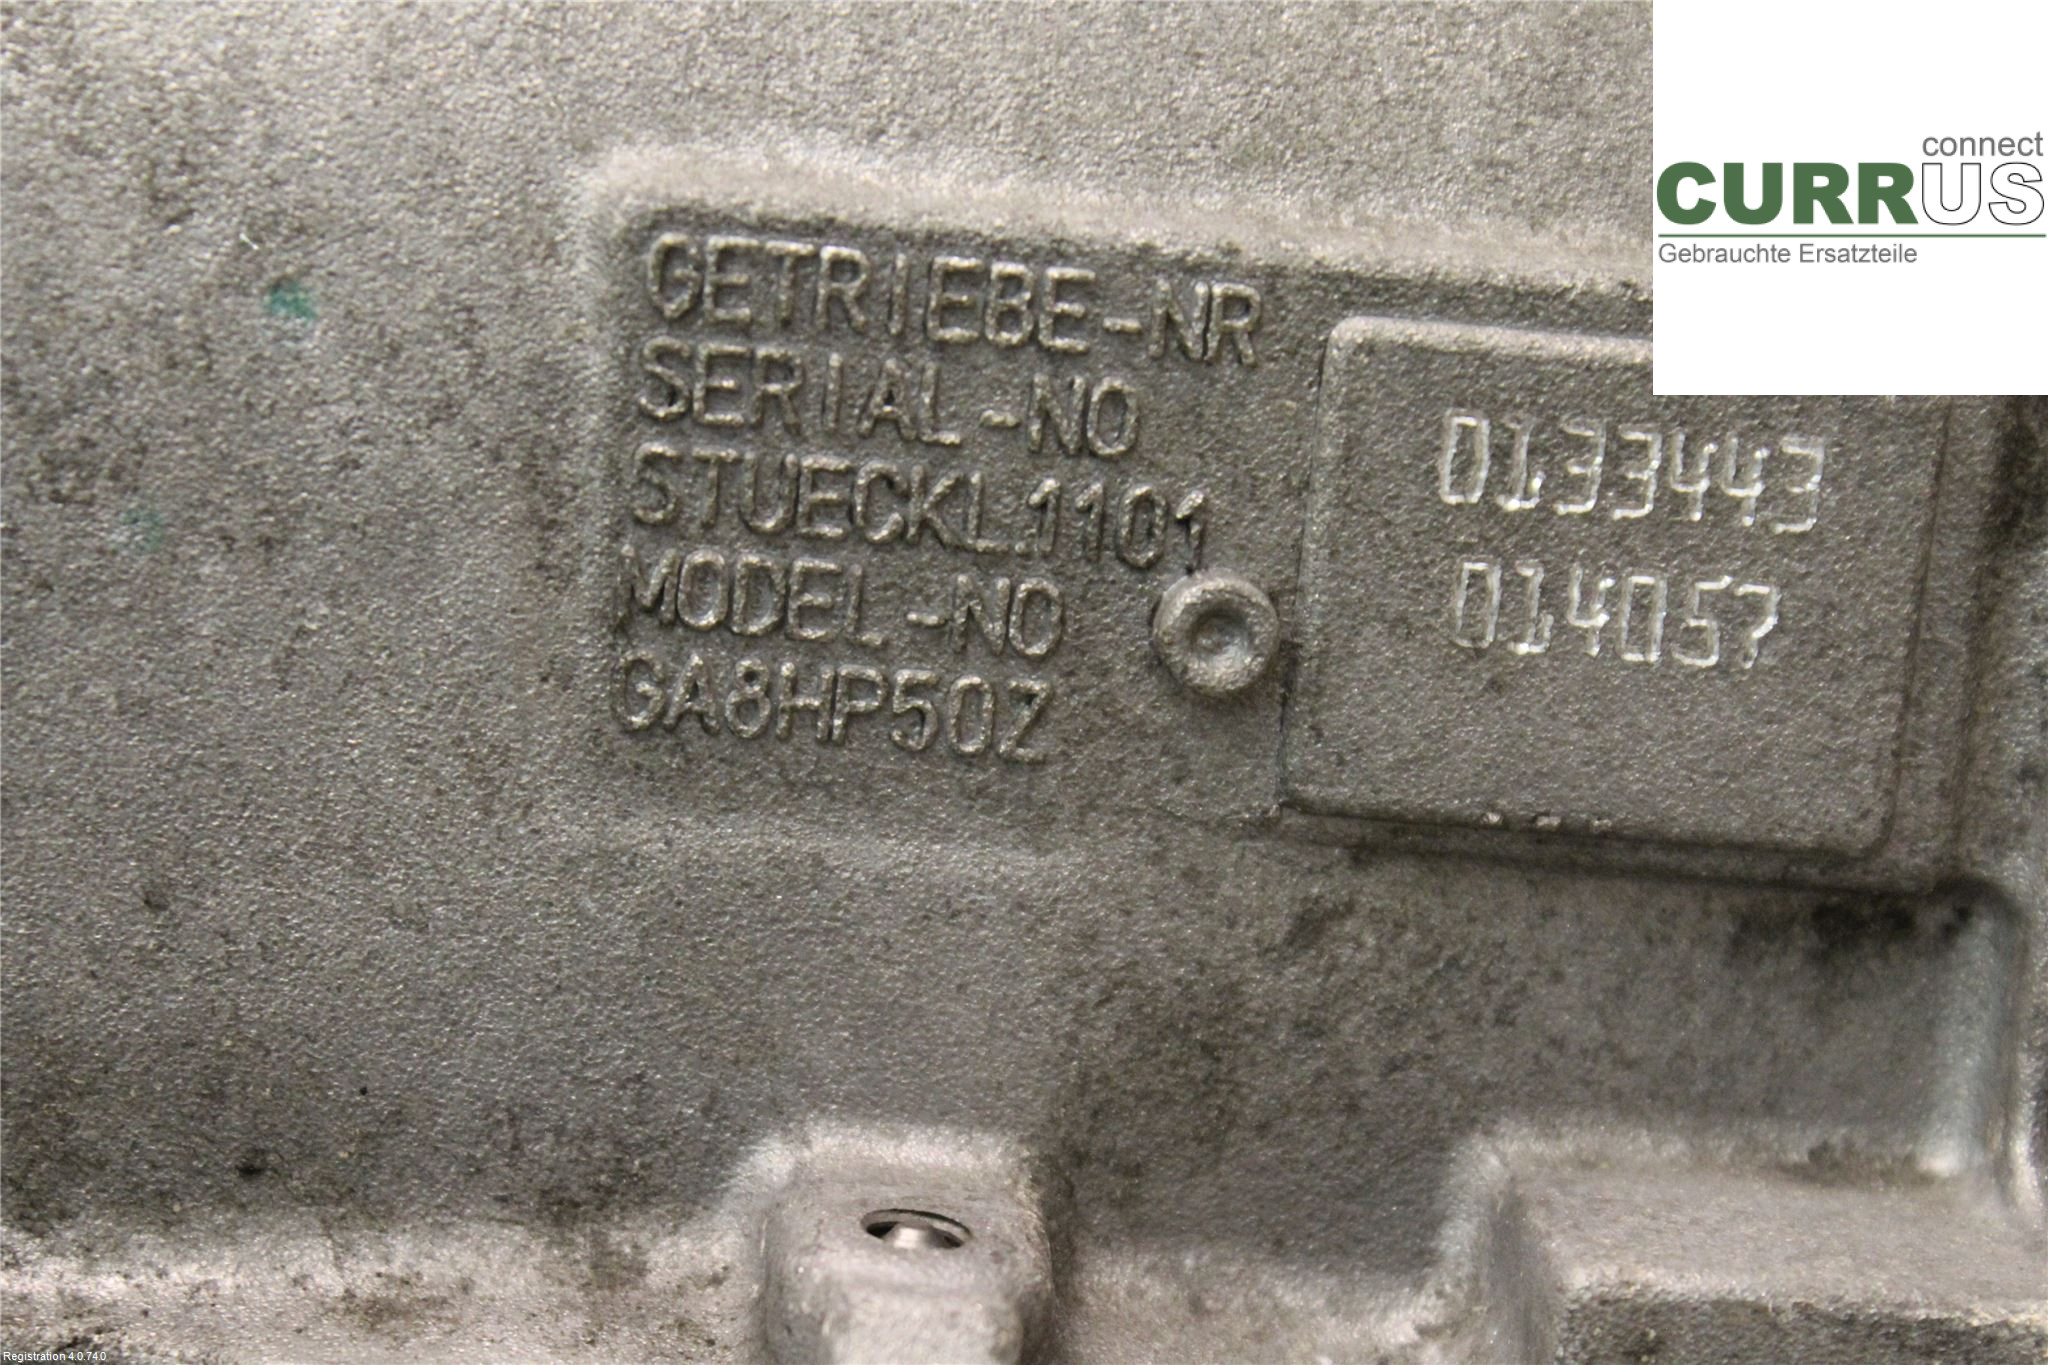 connect
CURRUS
Gebrauchte Ersatzteile
GETRIEBE-NR
SERIAL-NO
STUECKL.1101
MODEL-NO
GA8HP50Z
0133443
014057
Registration 4.0.74.0